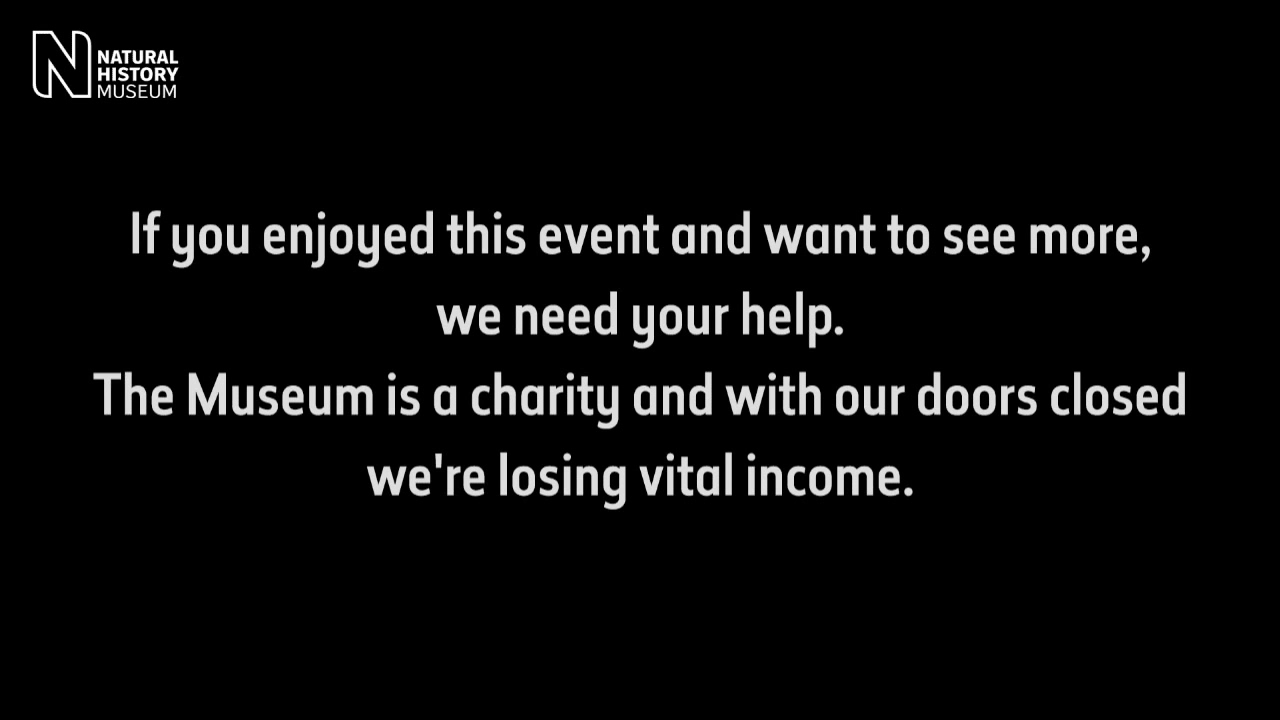 N
NATURAL
HISTORY
MUSEUM
If you enjoyed this event and want to see more,
we need your help.
The Museum is a charity and with our doors closed
we're losing vital income.